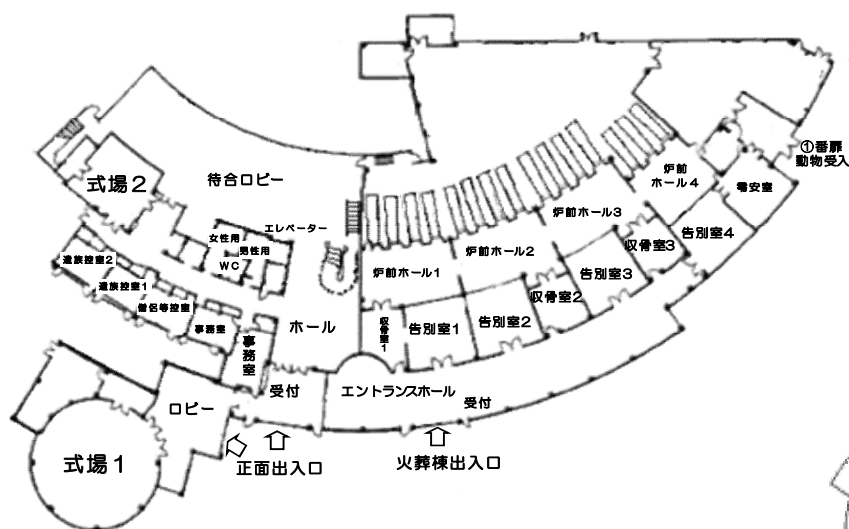 ①番扉
動物受入
式場2
待合ロビー
炉前
ホール4
霊安室
エレベーター
女性用
男性用
WC
炉前ホール3
炉前ホール2
炉前ホール1
収骨室3
告別室4
告別室3
収骨室2
告別室2
告別室1
収骨室
1
遺族控室2
遺族控室1
僧侶等控室
事務室
事務室
ホール
受付
エントランスホール
受付
ロビー
式場1
正面出入口
火葬棟出入口